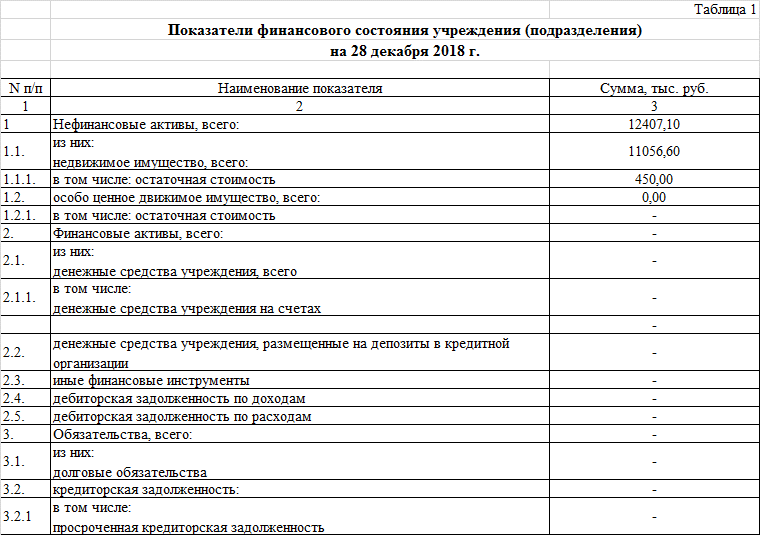 Таблица 1
Показатели финансового состояния учреждения (подразделения)
на 28 декабря 2018 г.
N п/п Наименование показателя Сумма, тыс. руб.
1 2 3
1 Нефинансовые активы, всего: 12407,10
из них:
1.1. недвижимое имущество, всего: 11056,60
1.1.1. в том числе: остаточная стоимость 450,00
1.2. особо ценное движимое имущество, всего: 0,00
1.2.1. в том числе: остаточная стоимость -
2. Финансовые активы, всего: -
из них:
2.1. денежные средства учреждения, всего -
в том числе:
2.1.1. денежные средства учреждения на счетах -
-
денежные средства учреждения, размещенные на депозиты в кредитной
2.2. организации -
2.3. иные финансовые инструменты -
2.4. дебиторская задолженность по доходам -
2.5. дебиторская задолженность по расходам -
3. Обязательства, всего: -
из них:
3.1. долговые обязательства -
3.2. кредиторская задолженность: -
в том числе:
3.2.1 просроченная кредиторская задолженность -